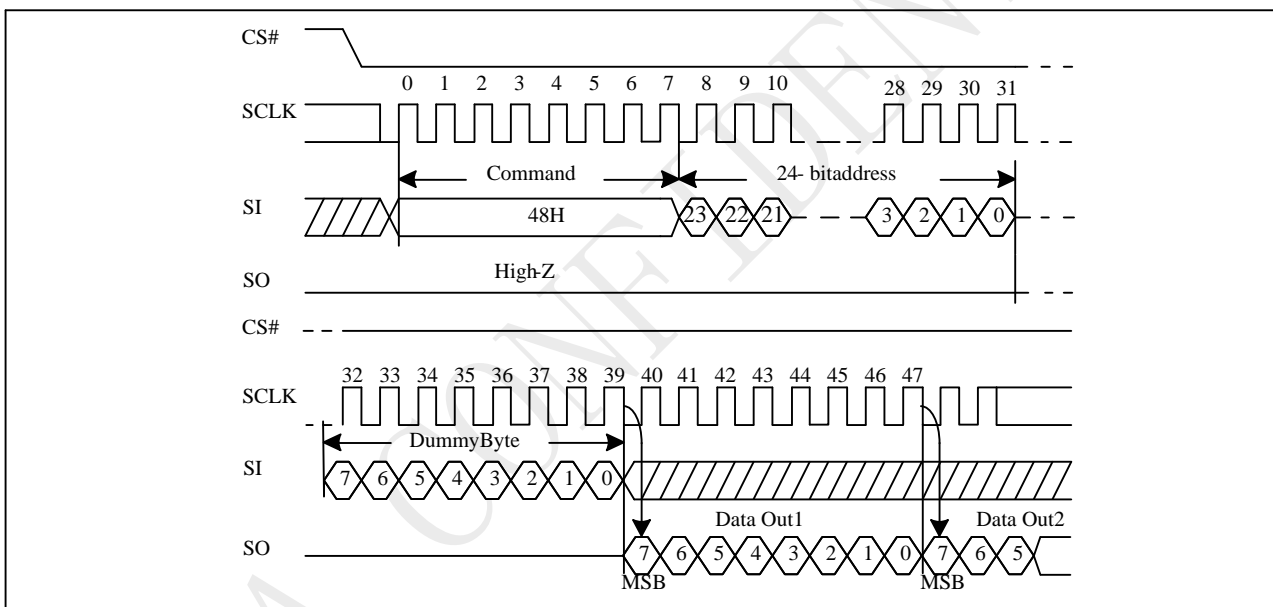 CS#
0 1 2 3 4 5 6 7 8 9 10 28 29 30 31
SCLK
Command 24- bitaddress
SI 48H 23 22 21 3 2 1 0
High-Z
SO
CS#
32 33 34 35 36 37 38 39 40 41 42 43 44 45 46 47
SCLK
DummyByte
SI 7 6 5 4 3 2 1 0
Data Out1 Data Out2
SO 7 6 5 4 3 2 1 0 7 6 5
MSB MSB
CONFIDEN